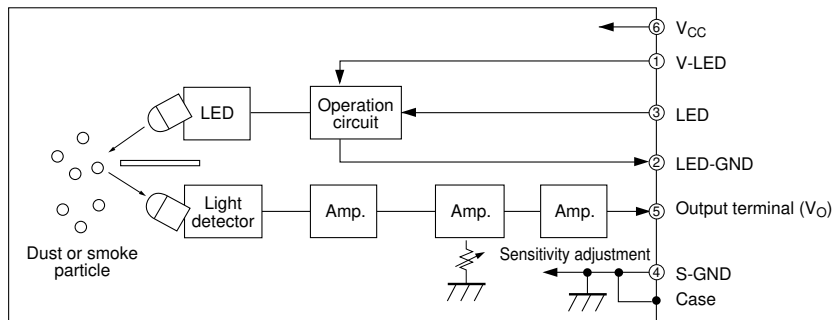 ⑥ VCC
① V-LED
LED
Operation
circuit
③ LED
② LED-GND
Light
detector
Amp.
Amp.
Amp.
⑤ Output terminal (VO)
Dust or smoke
particle
Sensitivity adjustment
④ S-GND
Case